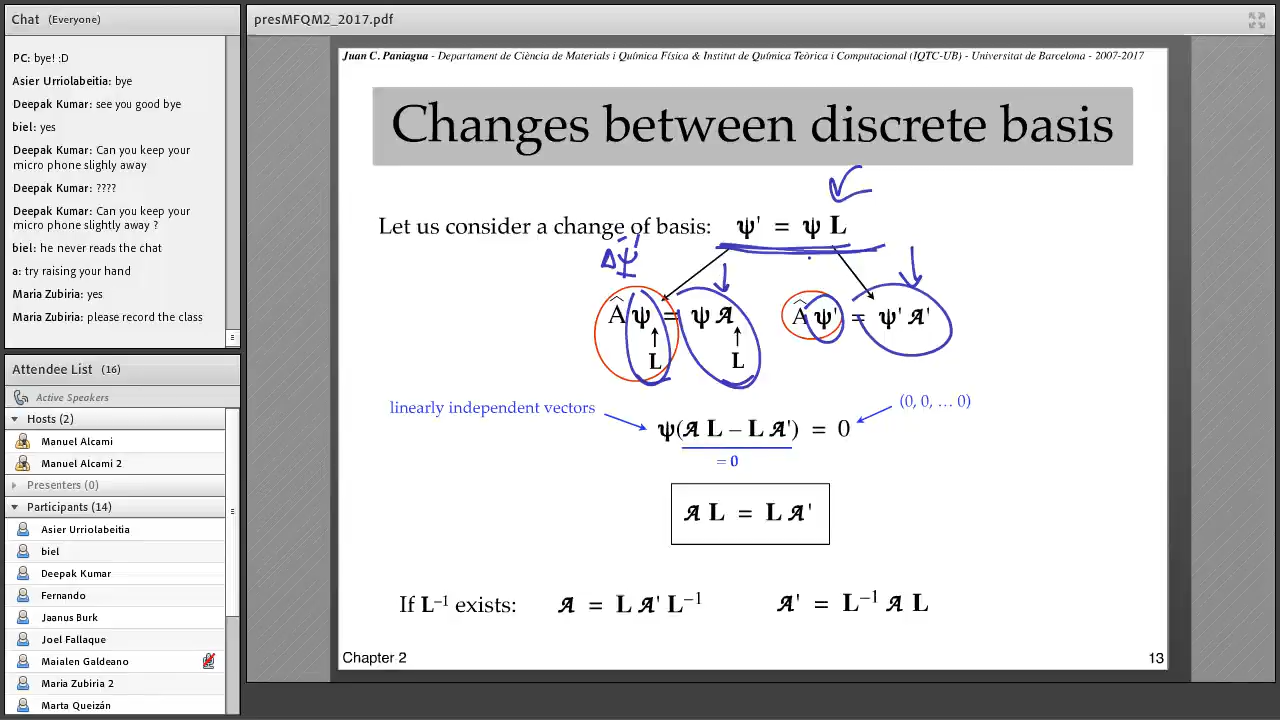 Chat (Everyone)
PC: bye! :D
Asier Urriolabeitia: bye
Deepak Kumar: see you good bye
biel: yes
Deepak Kumar: Can you keep your
micro phone slighly away
Deepak Kumar: ????
Deepak Kumar: Can you keep your
micro phone slightly away ?
biel: he never reads the chat
a: try raising your hand
Maria Zubiria: yes
Maria Zubiria: please record the class
Attendee List (16)
Active Speakers
Hosts (2)
Manuel Alcami
Manuel Alcami 2
Presenters (0)
Participants (14)
Asier Urriolabeitia
biel
Deepak Kumar
Fernando
Jaanus Burk
Joel Fallaque
Maialen Galdeano
Maria Zubiria 2
Marta Queizán
presMFQM2_2017.pdf
Juan C. Paniagua - Departament de Ciència de Materials i Química Física & Institut de Química Teòrica i Computacional (IQTC-UB) - Universitat de Barcelona - 2007-2017
Changes between discrete basis
Let us consider a change of basis: ψ' = ψ L
Âψ = ψ𝓐 Âψ' = ψ'𝓐'
L L
linearly independent vectors
(0, 0, … 0)
ψ(𝓐 L – L 𝓐') = 0
= 0
𝓐 L = L 𝓐'
If L⁻¹ exists: 𝓐 = L 𝓐' L⁻¹ 𝓐' = L⁻¹ 𝓐 L
Chapter 2
13